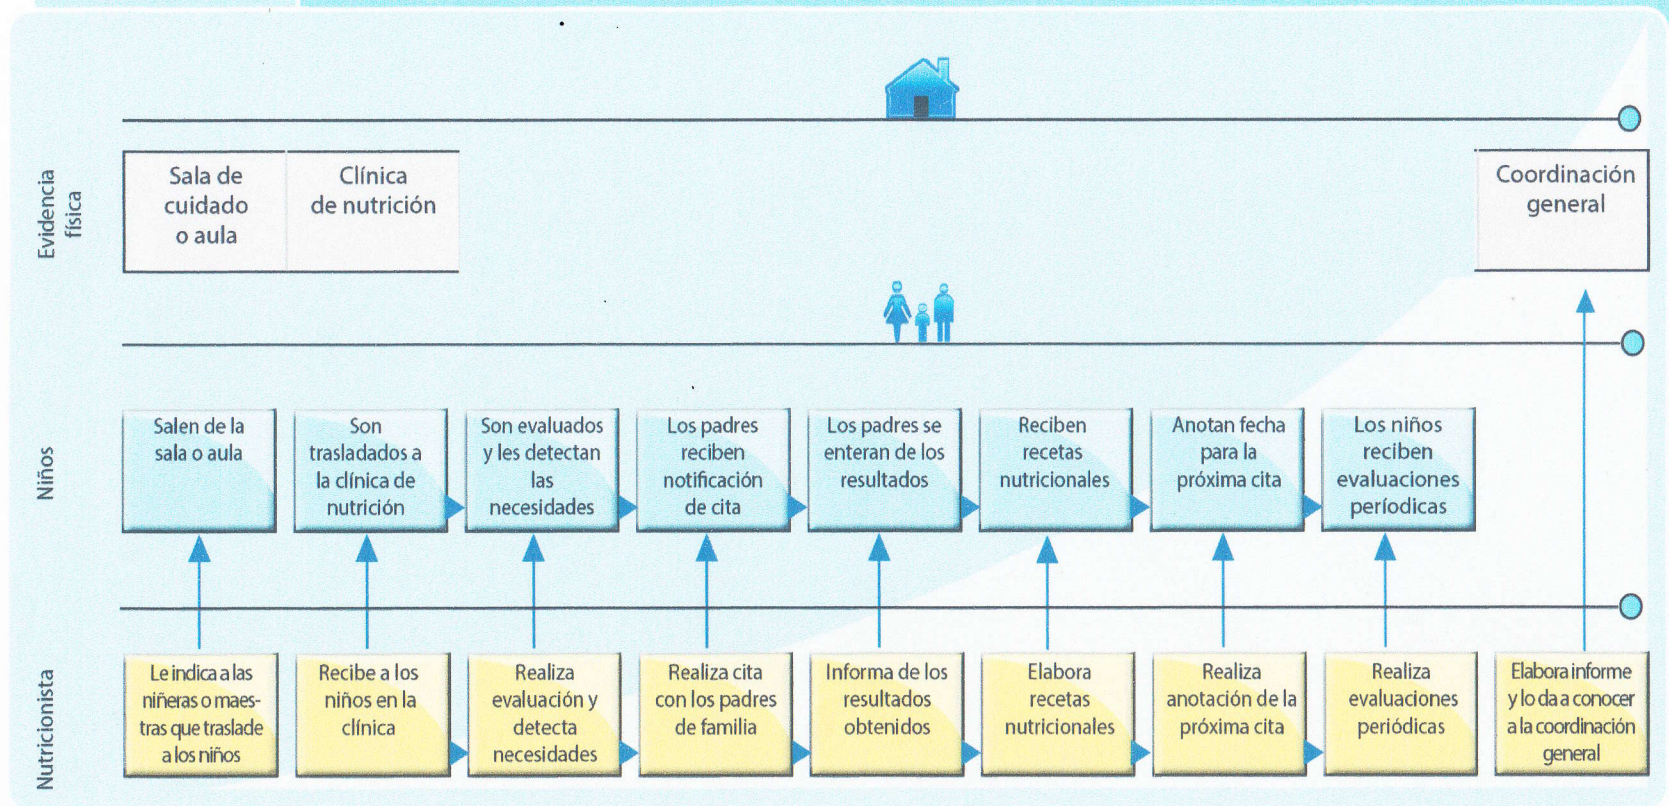 Evidencia
física
Sala de
cuidado
o aula
Clínica
de nutrición
Coordinación
general
Niños
Salen de la
sala o aula
Son
trasladados a
la clínica de
nutrición
Son evaluados
y les detectan
las
necesidades
Los padres
reciben
notificación
de cita
Los padres se
enteran de los
resultados
Reciben
recetas
nutricionales
Anotan fecha
para la
próxima cita
Los niños
reciben
evaluaciones
períodicas
Nutricionista
Le indica a las
niñeras o maes-
tras que traslade
a los niños
Recibe a los
niños en la
clínica
Realiza
evaluación y
detecta
necesidades
Realiza cita
con los padres
de familia
Informa de los
resultados
obtenidos
Elabora
recetas
nutricionales
Realiza
anotación de la
próxima cita
Realiza
evaluaciones
periódicas
Elabora informe
y lo da a conocer
a la coordinación
general